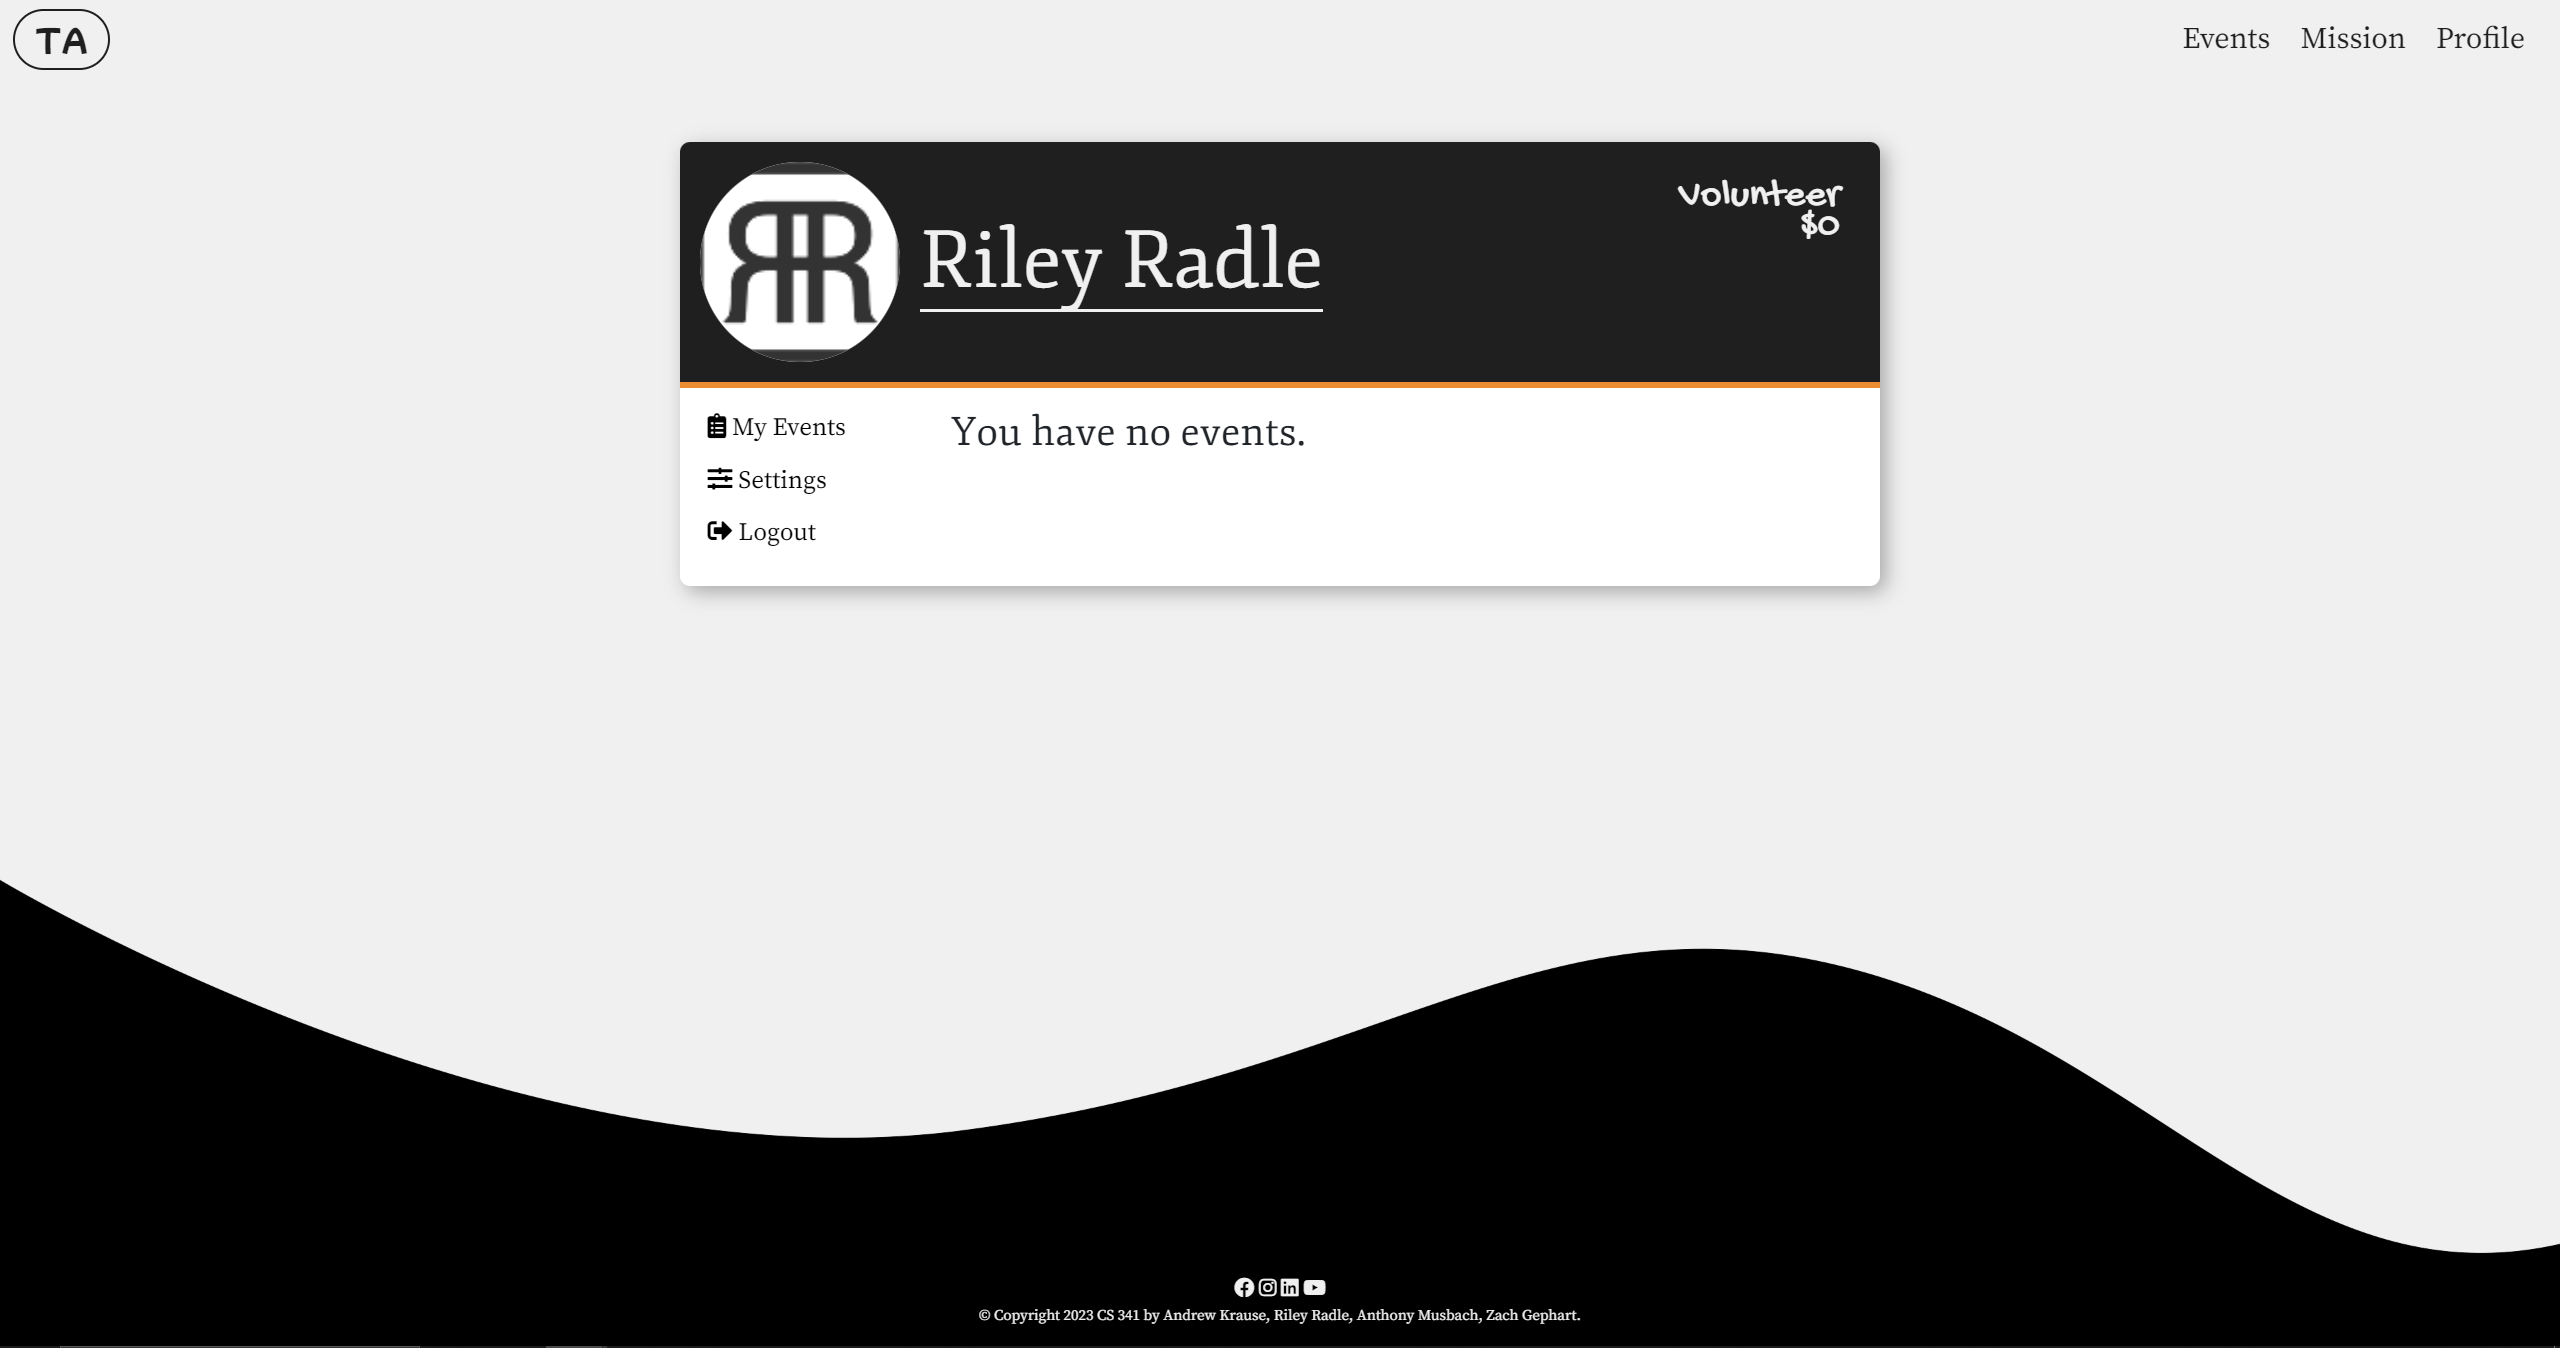 TA
Events Mission Profile
Volunteer
$0
Riley Radle
My Events
Settings
Logout
You have no events.
© Copyright 2023 CS 341 by Andrew Krause, Riley Radle, Anthony Musbach, Zach Gephart.